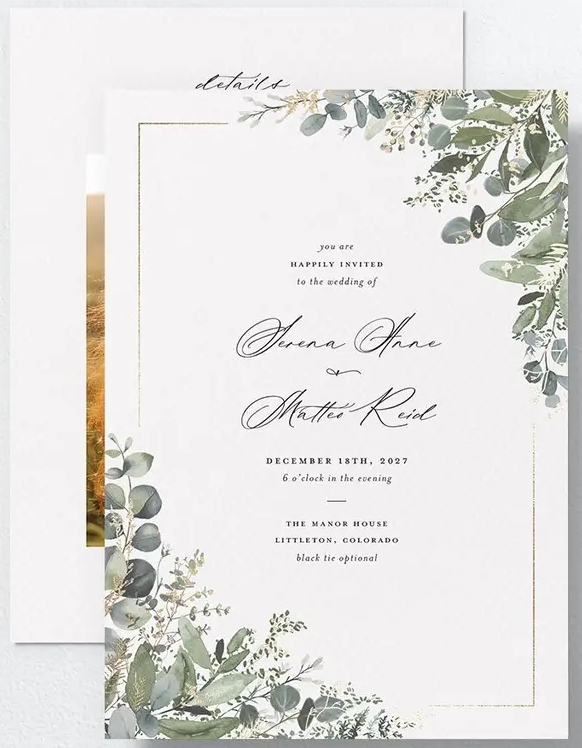 details
you are
HAPPILY INVITED
to the wedding of
Serena Anne
&
Matteo Reid
DECEMBER 18TH, 2027
6 o'clock in the evening
THE MANOR HOUSE
LITTLETON, COLORADO
black tie optional